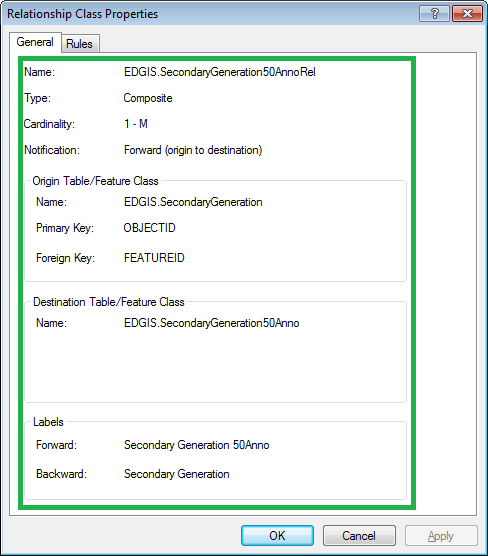 Relationship Class Properties
General Rules
Name: EDGIS.SecondaryGeneration50AnnoRel
Type: Composite
Cardinality: 1 - M
Notification: Forward (origin to destination)
Origin Table/Feature Class
Name: EDGIS.SecondaryGeneration
Primary Key: OBJECTID
Foreign Key: FEATUREID
Destination Table/Feature Class
Name: EDGIS.SecondaryGeneration50Anno
Labels
Forward: Secondary Generation 50Anno
Backward: Secondary Generation
OK Cancel Apply